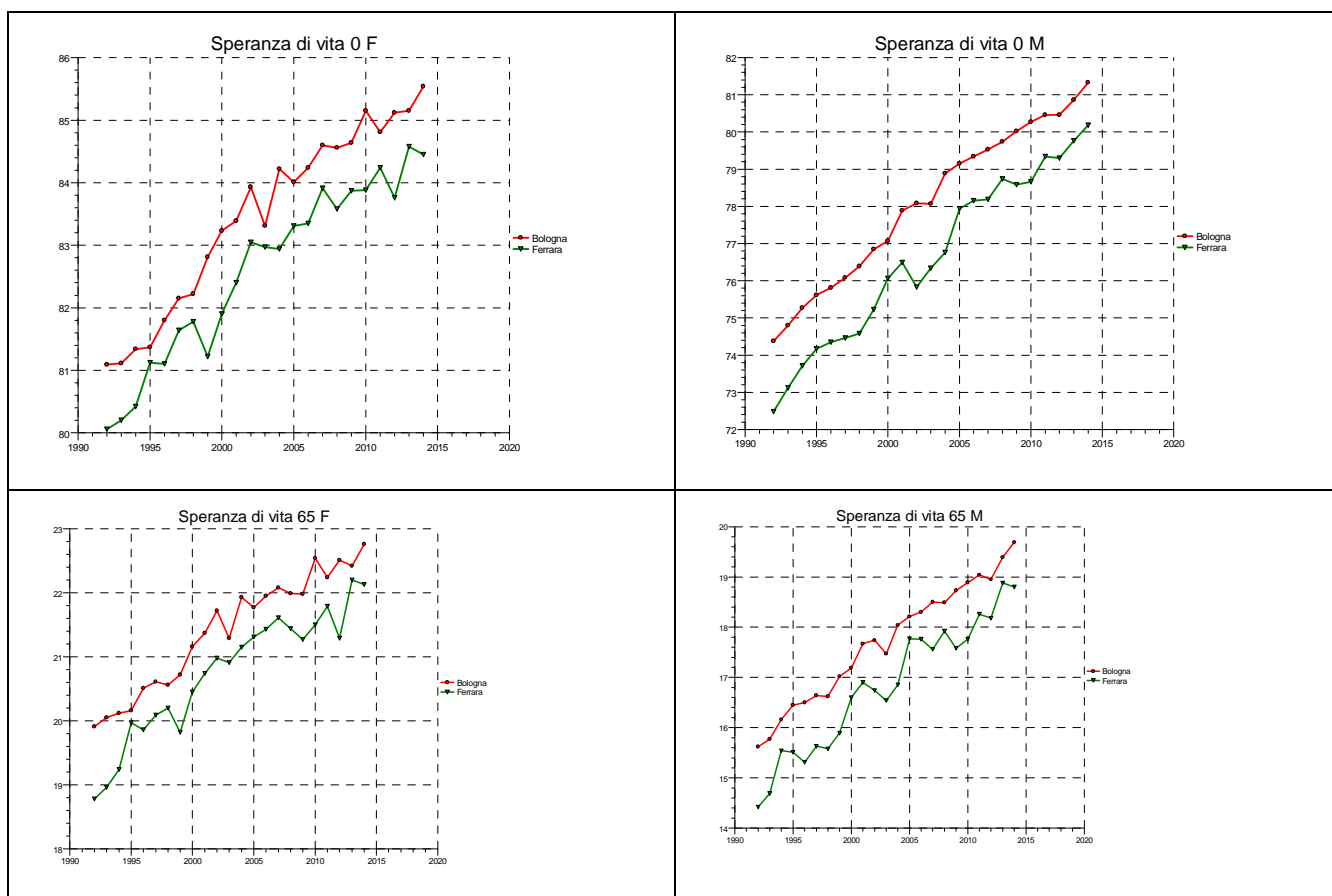 Speranza di vita 0 F
86
85
84
83
82
81
80
1990 1995 2000 2005 2010 2015 2020
Bologna
Ferrara
Speranza di vita 0 M
82
81
80
79
78
77
76
75
74
73
72
1990 1995 2000 2005 2010 2015 2020
Bologna
Ferrara
Speranza di vita 65 F
23
22
21
20
19
18
1990 1995 2000 2005 2010 2015 2020
Bologna
Ferrara
Speranza di vita 65 M
20
19
18
17
16
15
14
1990 1995 2000 2005 2010 2015 2020
Bologna
Ferrara